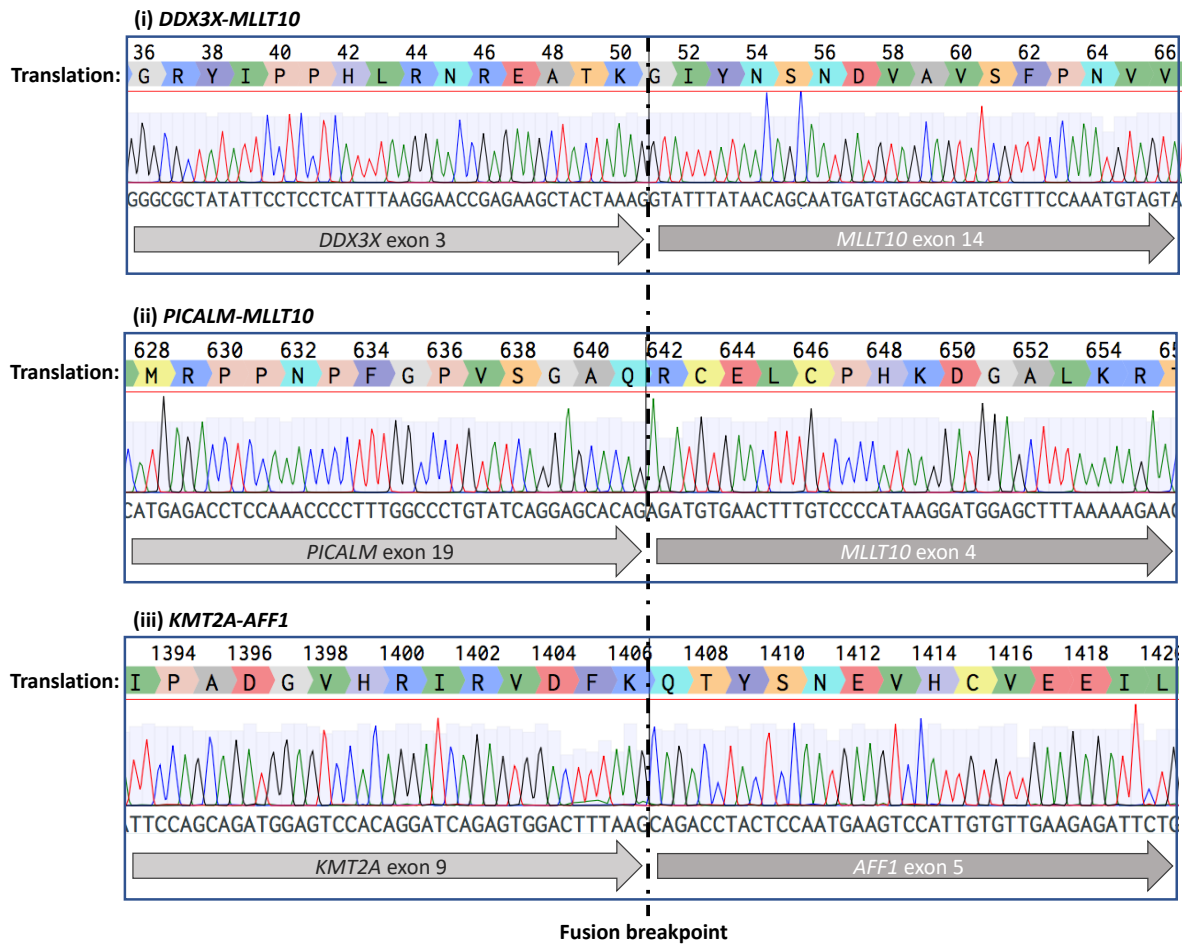 (i) DDX3X-MLLT10
36 38 40 42 44 46 48 50 52 54 56 58 60 62 64 66
Translation: G R Y I P P H L R N R E A T K G I Y N S N D V A V S F P N V V
GGGCGCTATATTCCTCCTCATTTAAGGAACCGAGAAGCTACTAAAGGTATTTATAACAGCAATGATGTAGCAGTATCGTTTCCAAATGTAGTA
DDX3X exon 3 MLLT10 exon 14
(ii) PICALM-MLLT10
628 630 632 634 636 638 640 642 644 646 648 650 652 654 65
Translation: M R P P N P F G P V S G A Q R C E L C P H K D G A L K R T
CATGAGACCTCCAAACCCCTTTGGCCCTGTATCAGGAGCACAGAGATGTGAACTTTGTCCCCATAAGGATGGAGCTTTAAAAAGAAC
PICALM exon 19 MLLT10 exon 4
(iii) KMT2A-AFF1
1394 1396 1398 1400 1402 1404 1406 1408 1410 1412 1414 1416 1418 1420
Translation: I P A D G V H R I R V D F K Q T Y S N E V H C V E E I L
ATTCCAGCAGATGGAGTCCACAGGATCAGAGTGGACTTTAAGCAGACCTACTCCAATGAAGTCCATTGTGTTGAAGAGATTCTG
KMT2A exon 9 AFF1 exon 5
Fusion breakpoint